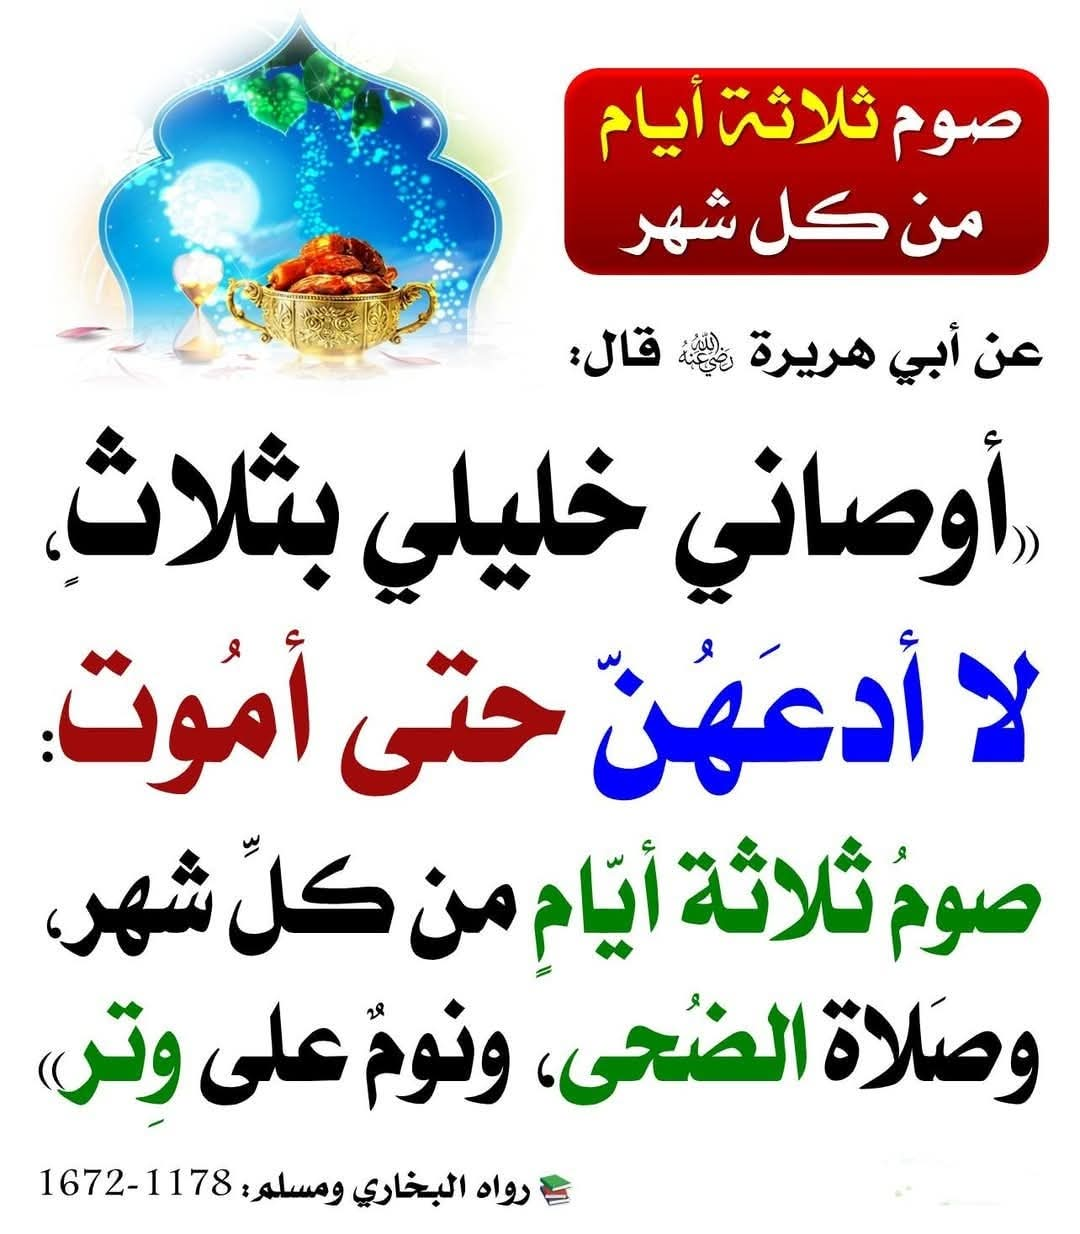 صوم ثلاثة أيام
من كل شهر
عن أبي هريرة رضي الله عنه قال:
((أوصاني خليلي بثلاثٍ،
لا أدعَهُنّ حتى أمُوت:
صومُ ثلاثة أيّامٍ من كلِّ شهر،
وصَلاة الضُحى، ونومٌ على وِتر))
رواه البخاري ومسلم: 1178-1672